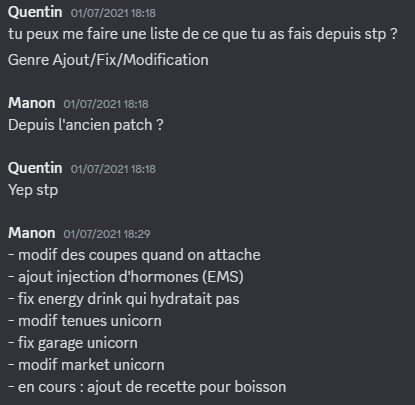 Quentin 01/07/2021 18:18
tu peux me faire une liste de ce que tu as fais depuis stp ?
Genre Ajout/Fix/Modification
Manon 01/07/2021 18:18
Depuis l'ancien patch ?
Quentin 01/07/2021 18:18
Yep stp
Manon 01/07/2021 18:29
- modif des coupes quand on attache
- ajout injection d'hormones (EMS)
- fix energy drink qui hydratait pas
- modif tenues unicorn
- fix garage unicorn
- modif market unicorn
- en cours : ajout de recette pour boisson